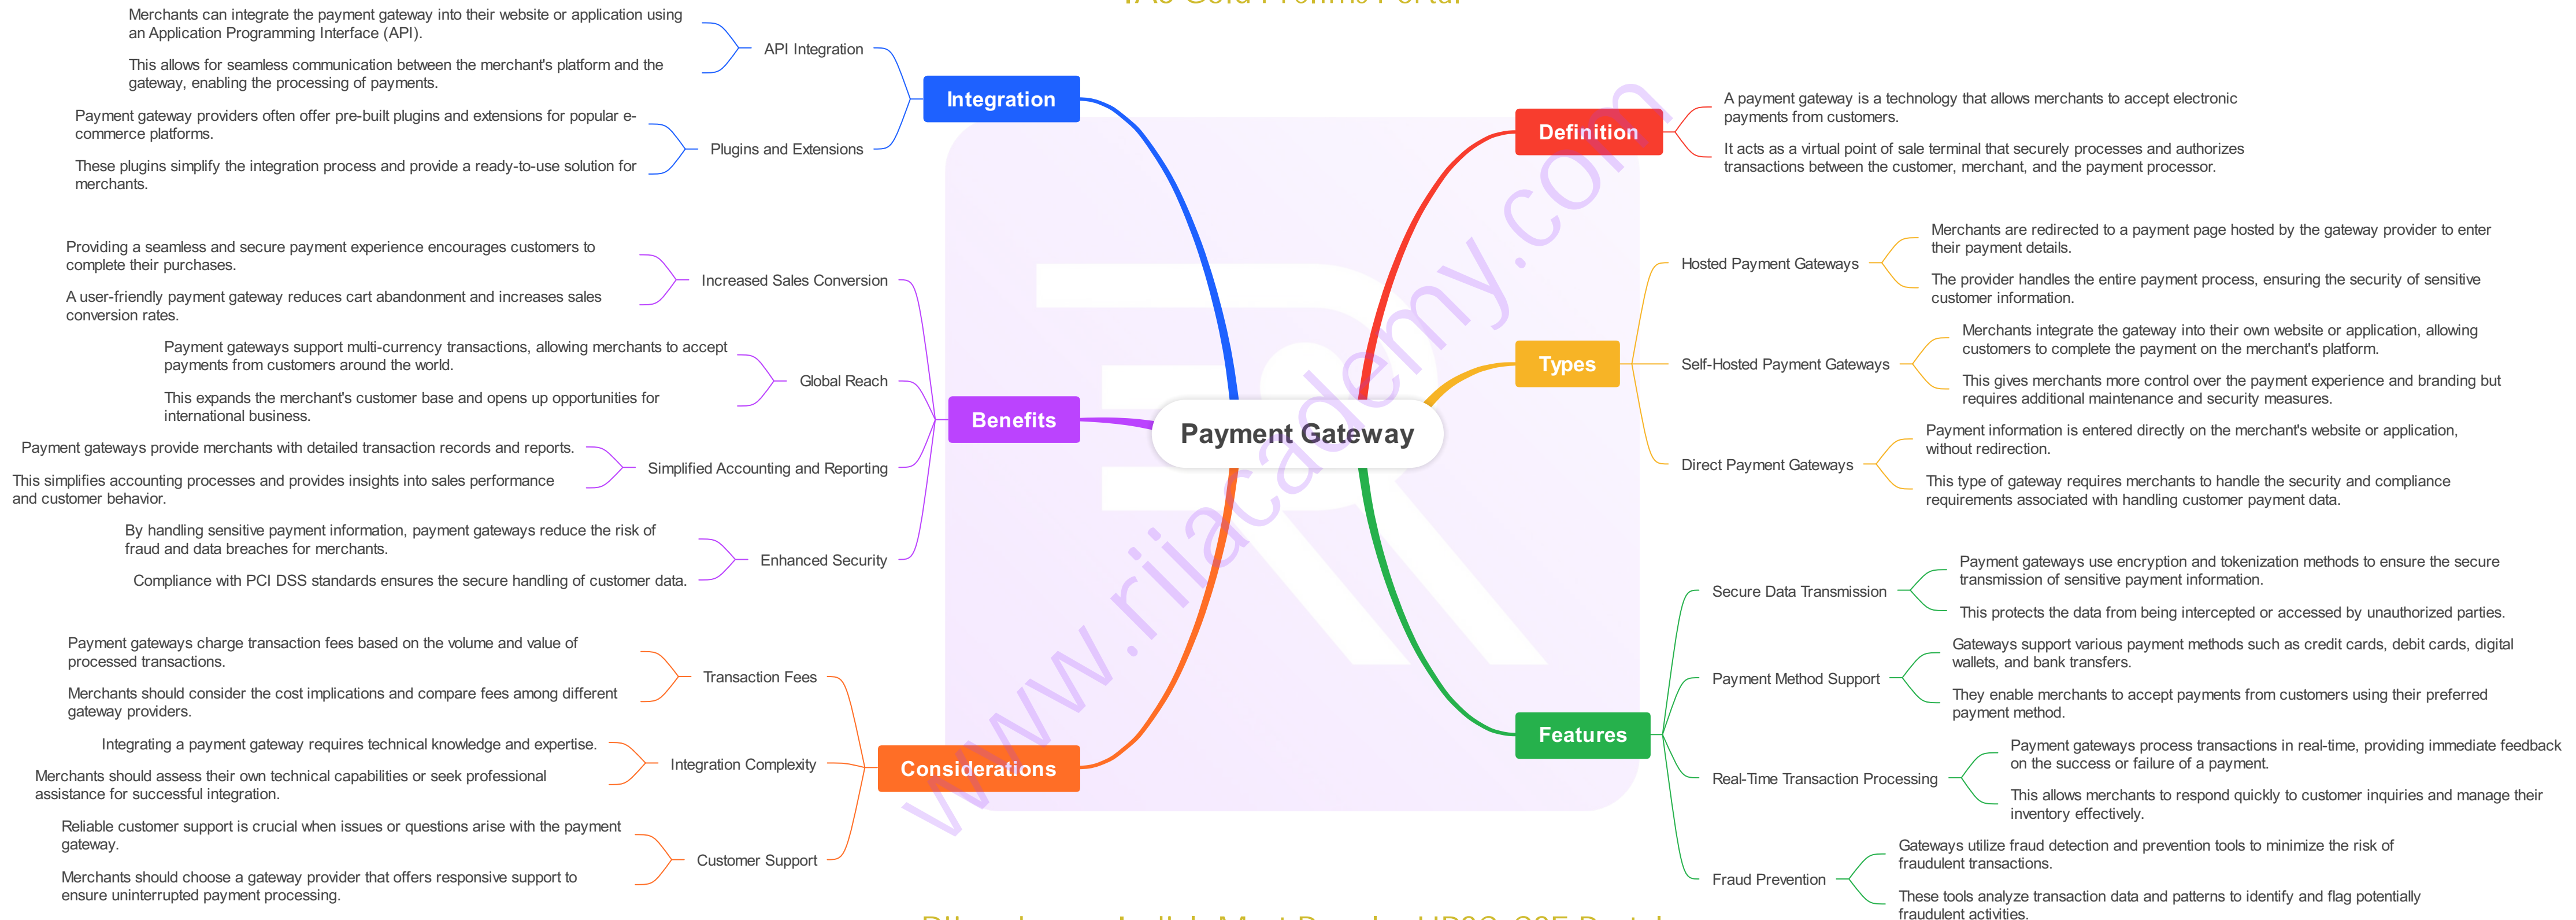 Payment Gateway
Definition
A payment gateway is a technology that allows merchants to accept electronic
payments from customers.
It acts as a virtual point of sale terminal that securely processes and authorizes
transactions between the customer, merchant, and the payment processor.
Types
Hosted Payment Gateways
Merchants are redirected to a payment page hosted by the gateway provider to enter
their payment details.
The provider handles the entire payment process, ensuring the security of sensitive
customer information.
Self-Hosted Payment Gateways
Merchants integrate the gateway into their own website or application, allowing
customers to complete the payment on the merchant's platform.
This gives merchants more control over the payment experience and branding but
requires additional maintenance and security measures.
Direct Payment Gateways
Payment information is entered directly on the merchant's website or application,
without redirection.
This type of gateway requires merchants to handle the security and compliance
requirements associated with handling customer payment data.
Features
Secure Data Transmission
Payment gateways use encryption and tokenization methods to ensure the secure
transmission of sensitive payment information.
This protects the data from being intercepted or accessed by unauthorized parties.
Payment Method Support
Gateways support various payment methods such as credit cards, debit cards, digital
wallets, and bank transfers.
They enable merchants to accept payments from customers using their preferred
payment method.
Real-Time Transaction Processing
Payment gateways process transactions in real-time, providing immediate feedback
on the success or failure of a payment.
This allows merchants to respond quickly to customer inquiries and manage their
inventory effectively.
Fraud Prevention
Gateways utilize fraud detection and prevention tools to minimize the risk of
fraudulent transactions.
These tools analyze transaction data and patterns to identify and flag potentially
fraudulent activities.
Integration
API Integration
Merchants can integrate the payment gateway into their website or application using
an Application Programming Interface (API).
This allows for seamless communication between the merchant's platform and the
gateway, enabling the processing of payments.
Plugins and Extensions
Payment gateway providers often offer pre-built plugins and extensions for popular e-
commerce platforms.
These plugins simplify the integration process and provide a ready-to-use solution for
merchants.
Benefits
Increased Sales Conversion
Providing a seamless and secure payment experience encourages customers to
complete their purchases.
A user-friendly payment gateway reduces cart abandonment and increases sales
conversion rates.
Global Reach
Payment gateways support multi-currency transactions, allowing merchants to accept
payments from customers around the world.
This expands the merchant's customer base and opens up opportunities for
international business.
Simplified Accounting and Reporting
Payment gateways provide merchants with detailed transaction records and reports.
This simplifies accounting processes and provides insights into sales performance
and customer behavior.
Enhanced Security
By handling sensitive payment information, payment gateways reduce the risk of
fraud and data breaches for merchants.
Compliance with PCI DSS standards ensures the secure handling of customer data.
Considerations
Transaction Fees
Payment gateways charge transaction fees based on the volume and value of
processed transactions.
Merchants should consider the cost implications and compare fees among different
gateway providers.
Integration Complexity
Integrating a payment gateway requires technical knowledge and expertise.
Merchants should assess their own technical capabilities or seek professional
assistance for successful integration.
Customer Support
Reliable customer support is crucial when issues or questions arise with the payment
gateway.
Merchants should choose a gateway provider that offers responsive support to
ensure uninterrupted payment processing.
www.rijiacademy.com